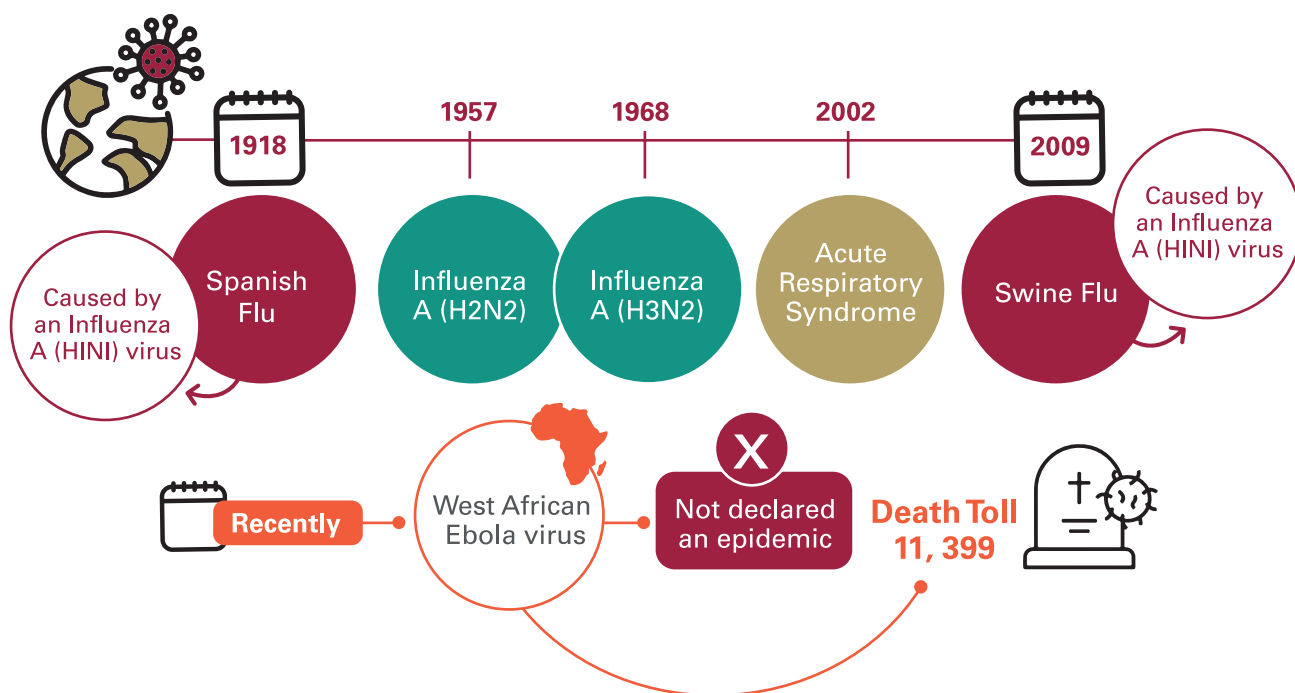 1918
1957
1968
2002
2009
Caused by
an Influenza
A (HINI) virus
Spanish
Flu
Influenza
A (H2N2)
Influenza
A (H3N2)
Acute
Respiratory
Syndrome
Swine Flu
Caused by
an Influenza
A (HINI) virus
Recently
West African
Ebola virus
X
Not declared
an epidemic
Death Toll
11, 399